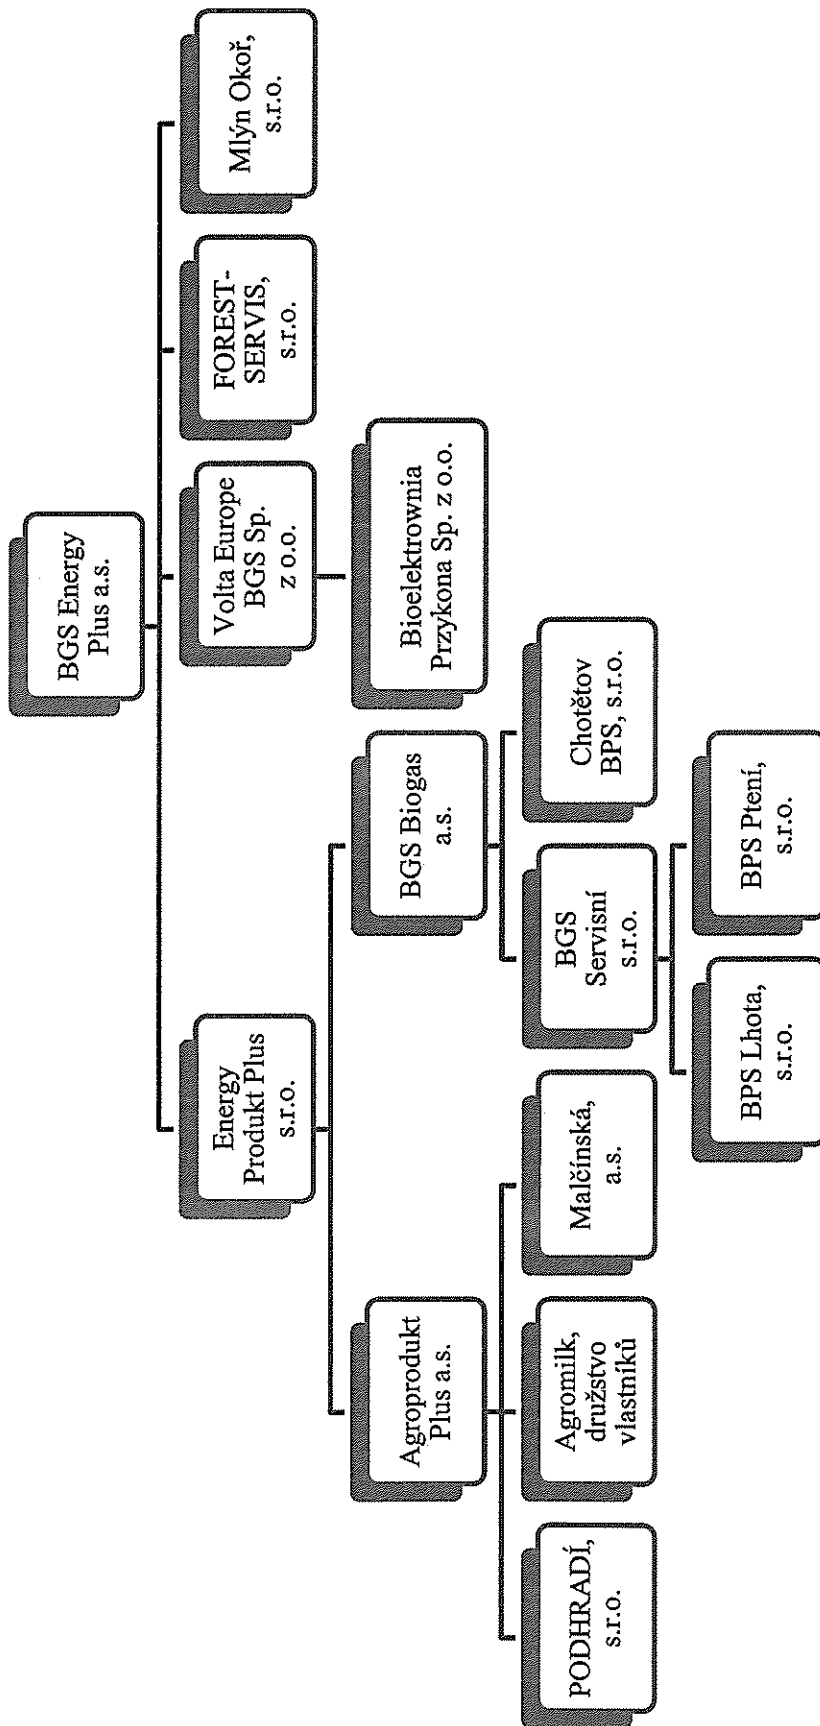 BGS Energy
Plus a.s.
Energy
Produkt Plus
s.r.o.
Volta Europe
BGS Sp.
z o.o.
FOREST-
SERVIS,
s.r.o.
Mlýn Okoř,
s.r.o.
Agroprodukt
Plus a.s.
BGS Biogas
a.s.
Bioelektrownia
Przykona Sp. z o.o.
PODHRADÍ,
s.r.o.
Agromilk,
družstvo
vlastníků
Malčínská,
a.s.
BGS
Servisní
s.r.o.
Chotětov
BPS, s.r.o.
BPS Lhota,
s.r.o.
BPS Ptení,
s.r.o.